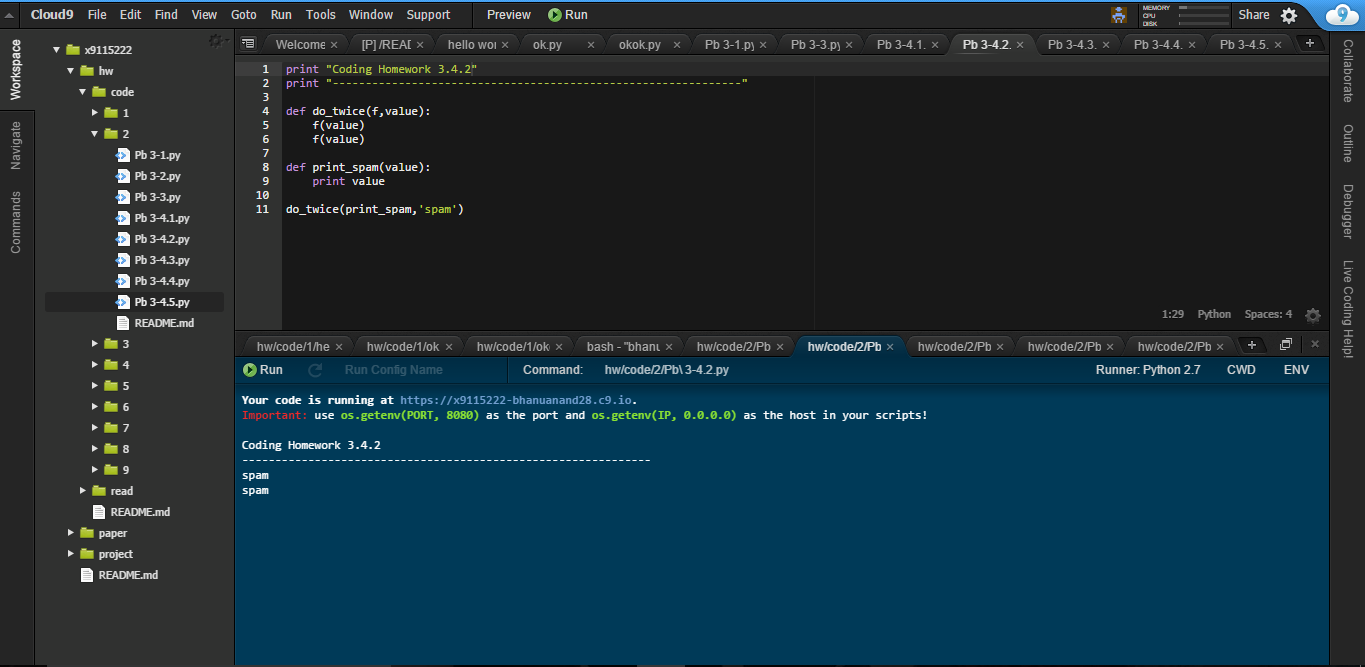 Cloud9 File Edit Find View Goto Run Tools Window Support Preview Run MEMORY CPU DISK Share 9
Workspace
Navigate
Commands
x9115222
hw
code
1
2
Pb 3-1.py
Pb 3-2.py
Pb 3-3.py
Pb 3-4.1.py
Pb 3-4.2.py
Pb 3-4.3.py
Pb 3-4.4.py
Pb 3-4.5.py
README.md
3
4
5
6
7
8
9
read
README.md
paper
project
README.md
Welcome × [P] /READ × hello wor × ok.py × okok.py × Pb 3-1.py × Pb 3-3.py × Pb 3-4.1. × Pb 3-4.2. × Pb 3-4.3. × Pb 3-4.4. × Pb 3-4.5. × +
1 print "Coding Homework 3.4.2"
2 print "--------------------------------------------------------------"
3
4 def do_twice(f,value):
5 f(value)
6 f(value)
7
8 def print_spam(value):
9 print value
10
11 do_twice(print_spam,'spam')
1:29 Python Spaces: 4
hw/code/1/he × hw/code/1/ok × hw/code/1/ok × bash - "bhanu × hw/code/2/Pb × hw/code/2/Pb × hw/code/2/Pb × hw/code/2/Pb × hw/code/2/Pb × + ×
Run Run Config Name Command: hw/code/2/Pb\ 3-4.2.py Runner: Python 2.7 CWD ENV
Your code is running at https://x9115222-bhanuanand28.c9.io.
Important: use os.getenv(PORT, 8080) as the port and os.getenv(IP, 0.0.0.0) as the host in your scripts!
Coding Homework 3.4.2
--------------------------------------------------------------
spam
spam
Collaborate
Outline
Debugger
Live Coding Help!